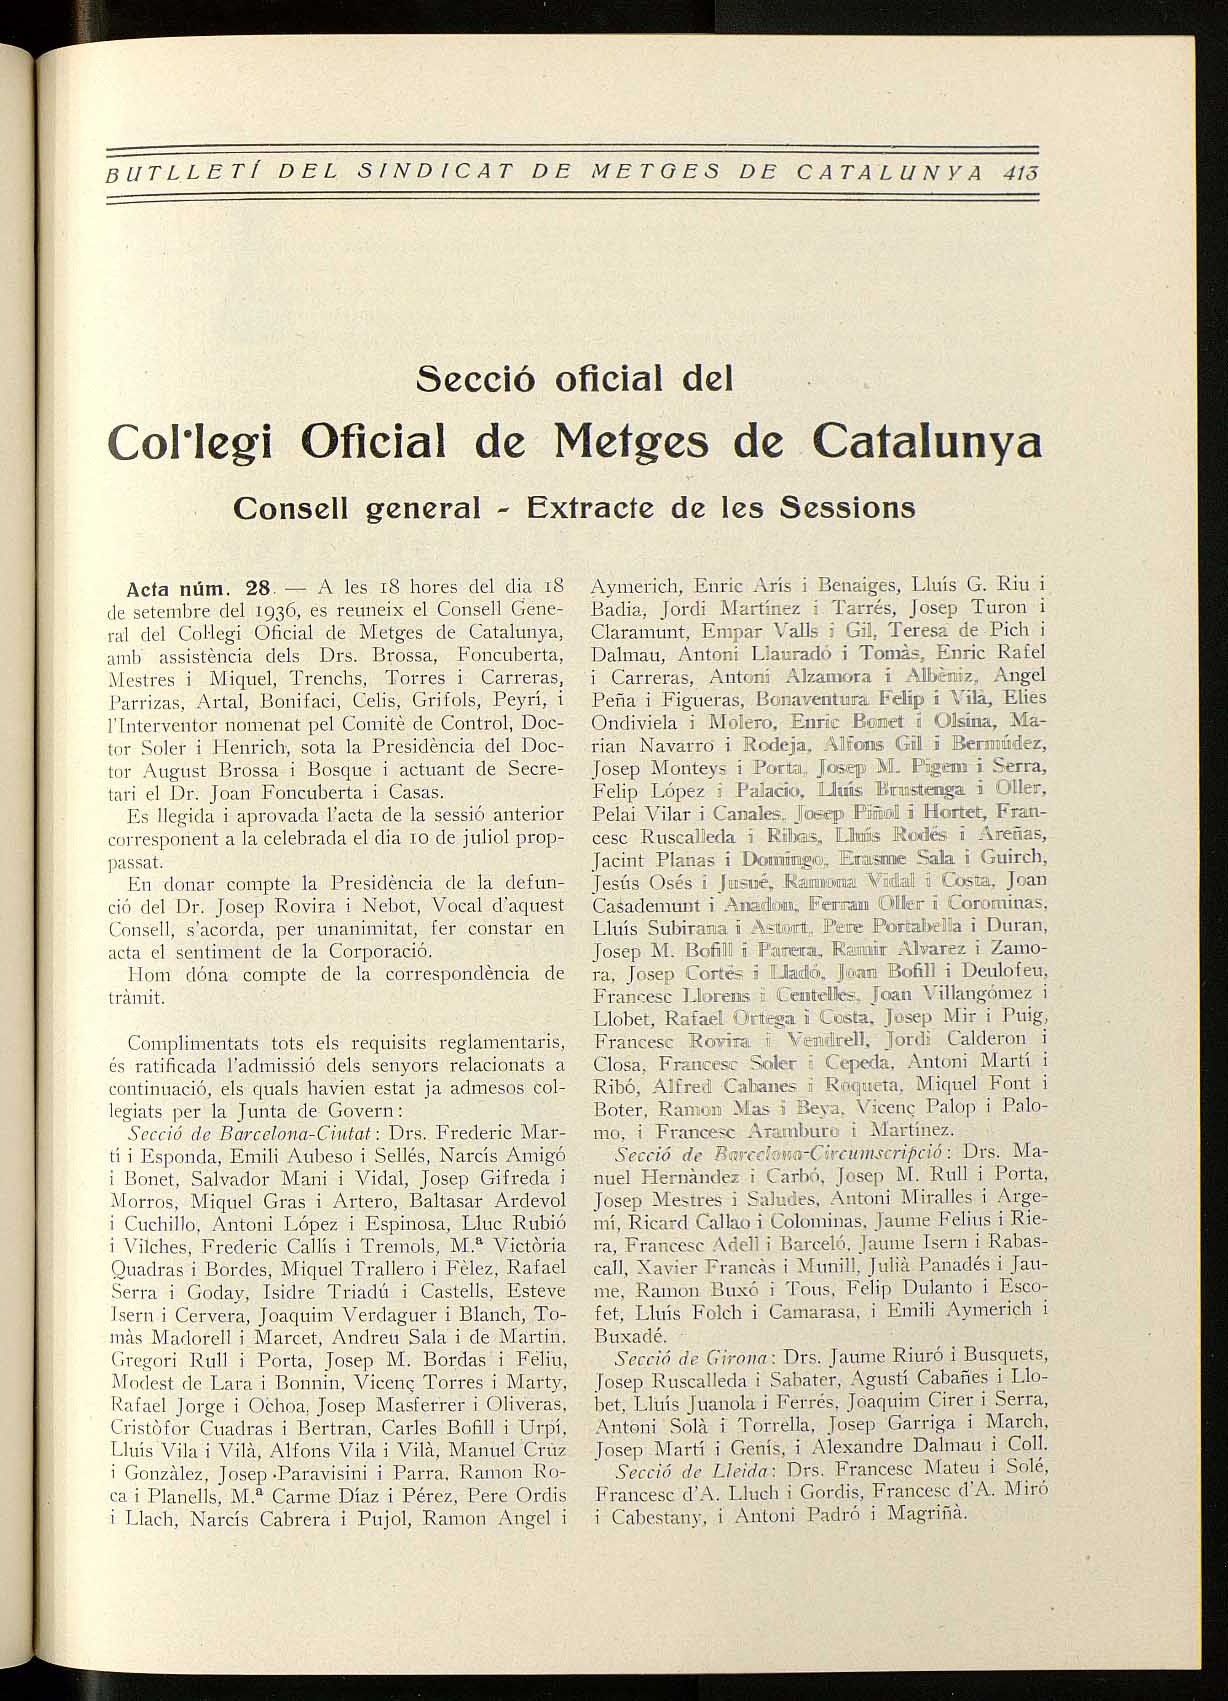 BUTLLETÍ DEL SINDICAT DE METGES DE CATALUNYA 413
Secció oficial del
Col·legi Oficial de Metges de Catalunya
Consell general - Extracte de les Sessions
Acta núm. 28. — A les 18 hores del dia 18
de setembre del 1936, es reuneix el Consell Gene-
ral del Col·legi Oficial de Metges de Catalunya,
amb assistència dels Drs. Brossa, Foncuberta,
Mestres i Miquel, Trenchs, Torres i Carreras,
Parrizas, Artal, Bonifaci, Celis, Grifols, Peyrí, i
l'Interventor nomenat pel Comitè de Control, Doc-
tor Soler i Henrich, sota la Presidència del Doc-
tor August Brossa i Bosque i actuant de Secre-
tari el Dr. Joan Foncuberta i Casas.
Es llegida i aprovada l'acta de la sessió anterior
corresponent a la celebrada el dia 10 de juliol prop-
passat.
En donar compte la Presidència de la defun-
ció del Dr. Josep Rovira i Nebot, Vocal d'aquest
Consell, s'acorda, per unanimitat, fer constar en
acta el sentiment de la Corporació.
Hom dóna compte de la correspondència de
tràmit.
Complimentats tots els requisits reglamentaris,
és ratificada l'admissió dels senyors relacionats a
continuació, els quals havien estat ja admesos col-
legiats per la Junta de Govern:
Secció de Barcelona-Ciutat: Drs. Frederic Mar-
tí i Esponda, Emili Aubeso i Sellés, Narcís Amigó
i Bonet, Salvador Mani i Vidal, Josep Gifreda i
Morros, Miquel Gras i Artero, Baltasar Ardevol
i Cuchillo, Antoni López i Espinosa, Lluc Rubió
i Vilches, Frederic Callís i Tremols, M.ª Victòria
Quadras i Bordes, Miquel Trallero i Fèlez, Rafael
Serra i Goday, Isidre Triadú i Castells, Esteve
Isern i Cervera, Joaquim Verdaguer i Blanch, To-
màs Madorell i Marcet, Andreu Sala i de Martin,
Gregori Rull i Porta, Josep M. Bordas i Feliu,
Modest de Lara i Bonnin, Vicenç Torres i Marty,
Rafael Jorge i Ochoa, Josep Masferrer i Oliveras,
Cristòfor Cuadras i Bertran, Carles Bofill i Urpí,
Lluís Vila i Vilà, Alfons Vila i Vilà, Manuel Cruz
i Gonzàlez, Josep Paravisini i Parra, Ramon Ro-
ca i Planells, M.ª Carme Díaz i Pérez, Pere Ordis
i Llach, Narcís Cabrera i Pujol, Ramon Angel i
Aymerich, Enric Arís i Benaiges, Lluís G. Riu i
Badia, Jordi Martínez i Tarrés, Josep Turon i
Claramunt, Empar Valls i Gil, Teresa de Pich i
Dalmau, Antoni Llauradó i Tomàs, Enric Rafel
i Carreras, Antoni Alzamora i Albèniz, Angel
Peña i Figueras, Bonaventura Felip i Vilà, Elies
Ondiviela i Molero, Enric Bonet i Olsina, Ma-
rian Navarro i Rodeja, Alfons Gil i Bermúdez,
Josep Monteys i Porta, Josep M. Pigem i Serra,
Felip López i Palacio, Lluís Brustenga i Oller,
Pelai Vilar i Canales, Josep Piñol i Hortet, Fran-
cesc Ruscalleda i Ribas, Lluís Rodés i Areñas,
Jacint Planas i Domingo, Erasme Sala i Guirch,
Jesús Osés i Jusué, Ramona Vidal i Costa, Joan
Casademunt i Anadon, Ferran Oller i Corominas,
Lluís Subirana i Astort, Pere Portabella i Duran,
Josep M. Bofill i Parera, Ramir Alvarez i Zamo-
ra, Josep Cortés i Lladó, Joan Bofill i Deulofeu,
Francesc Llorens i Centelles, Joan Villangómez i
Llobet, Rafael Ortega i Costa, Josep Mir i Puig,
Francesc Rovira i Vendrell, Jordi Calderon i
Closa, Francesc Soler i Cepeda, Antoni Martí i
Ribó, Alfred Cabanes i Roqueta, Miquel Font i
Boter, Ramon Mas i Beya, Vicenç Palop i Palo-
mo, i Francesc Aramburo i Martínez.
Secció de Barcelona-Circumscripció: Drs. Ma-
nuel Hernàndez i Carbó, Josep M. Rull i Porta,
Josep Mestres i Saludes, Antoni Miralles i Arge-
mí, Ricard Callao i Colominas, Jaume Felius i Rie-
ra, Francesc Adell i Barceló, Jaume Isern i Rabas-
call, Xavier Francàs i Munill, Julià Panadés i Jau-
me, Ramon Buxó i Tous, Felip Dulanto i Esco-
fet, Lluís Folch i Camarasa, i Emili Aymerich i
Buxadé.
Secció de Girona: Drs. Jaume Riuró i Busquets,
Josep Ruscalleda i Sabater, Agustí Cabañes i Llo-
bet, Lluís Juanola i Ferrés, Joaquim Cirer i Serra,
Antoni Solà i Torrella, Josep Garriga i March,
Josep Martí i Genís, i Alexandre Dalmau i Coll.
Secció de Lleida: Drs. Francesc Mateu i Solé,
Francesc d'A. Lluch i Gordis, Francesc d'A. Miró
i Cabestany, i Antoni Padró i Magriñà.